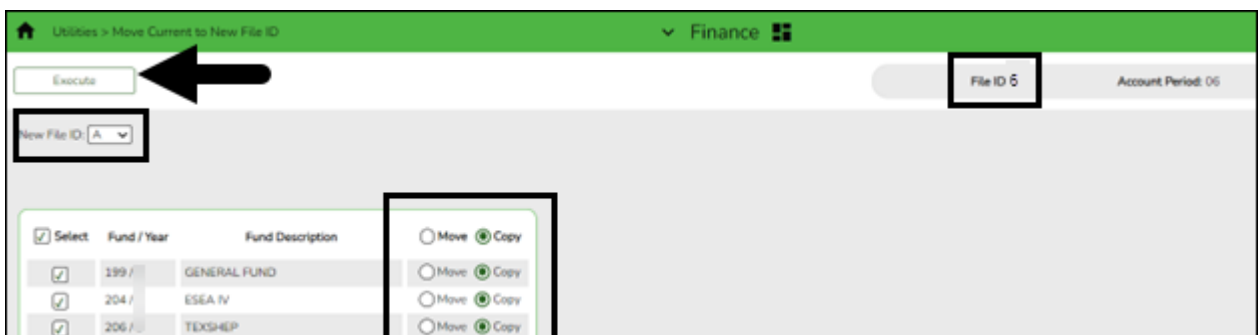 Utilities > Move Current to New File ID
Finance
Execute
File ID 6
Account Period: 06
New File ID: A
Select Fund / Year Fund Description Move Copy
199 / GENERAL FUND Move Copy
204 / ESEA IV Move Copy
206 / TEXSHEP Move Copy